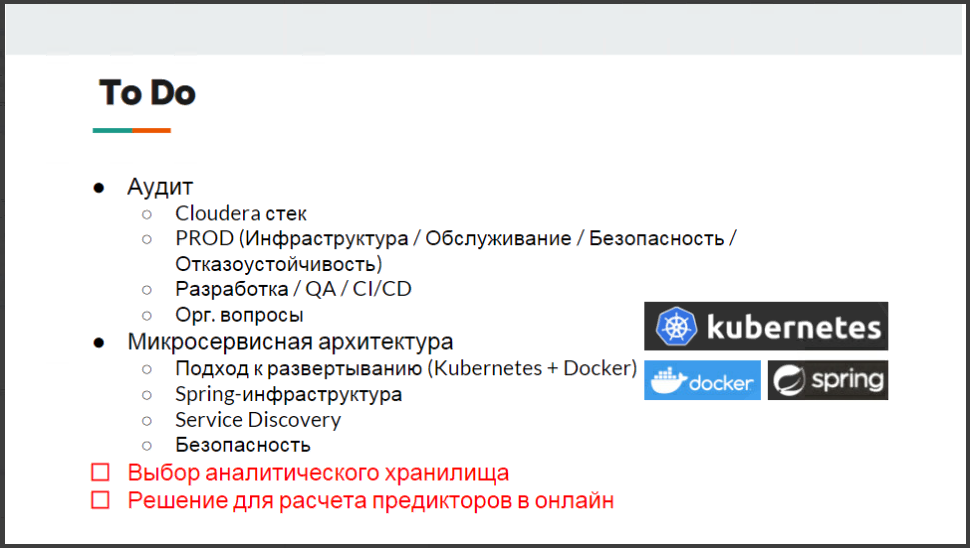 To Do
● Аудит
○ Cloudera стек
○ PROD (Инфраструктура / Обслуживание / Безопасность /
Отказоустойчивость)
○ Разработка / QA / CI/CD
○ Орг. вопросы
● Микросервисная архитектура
○ Подход к развертыванию (Kubernetes + Docker)
○ Spring-инфраструктура
○ Service Discovery
○ Безопасность
☐ Выбор аналитического хранилища
☐ Решение для расчета предикторов в онлайн
kubernetes
docker
spring